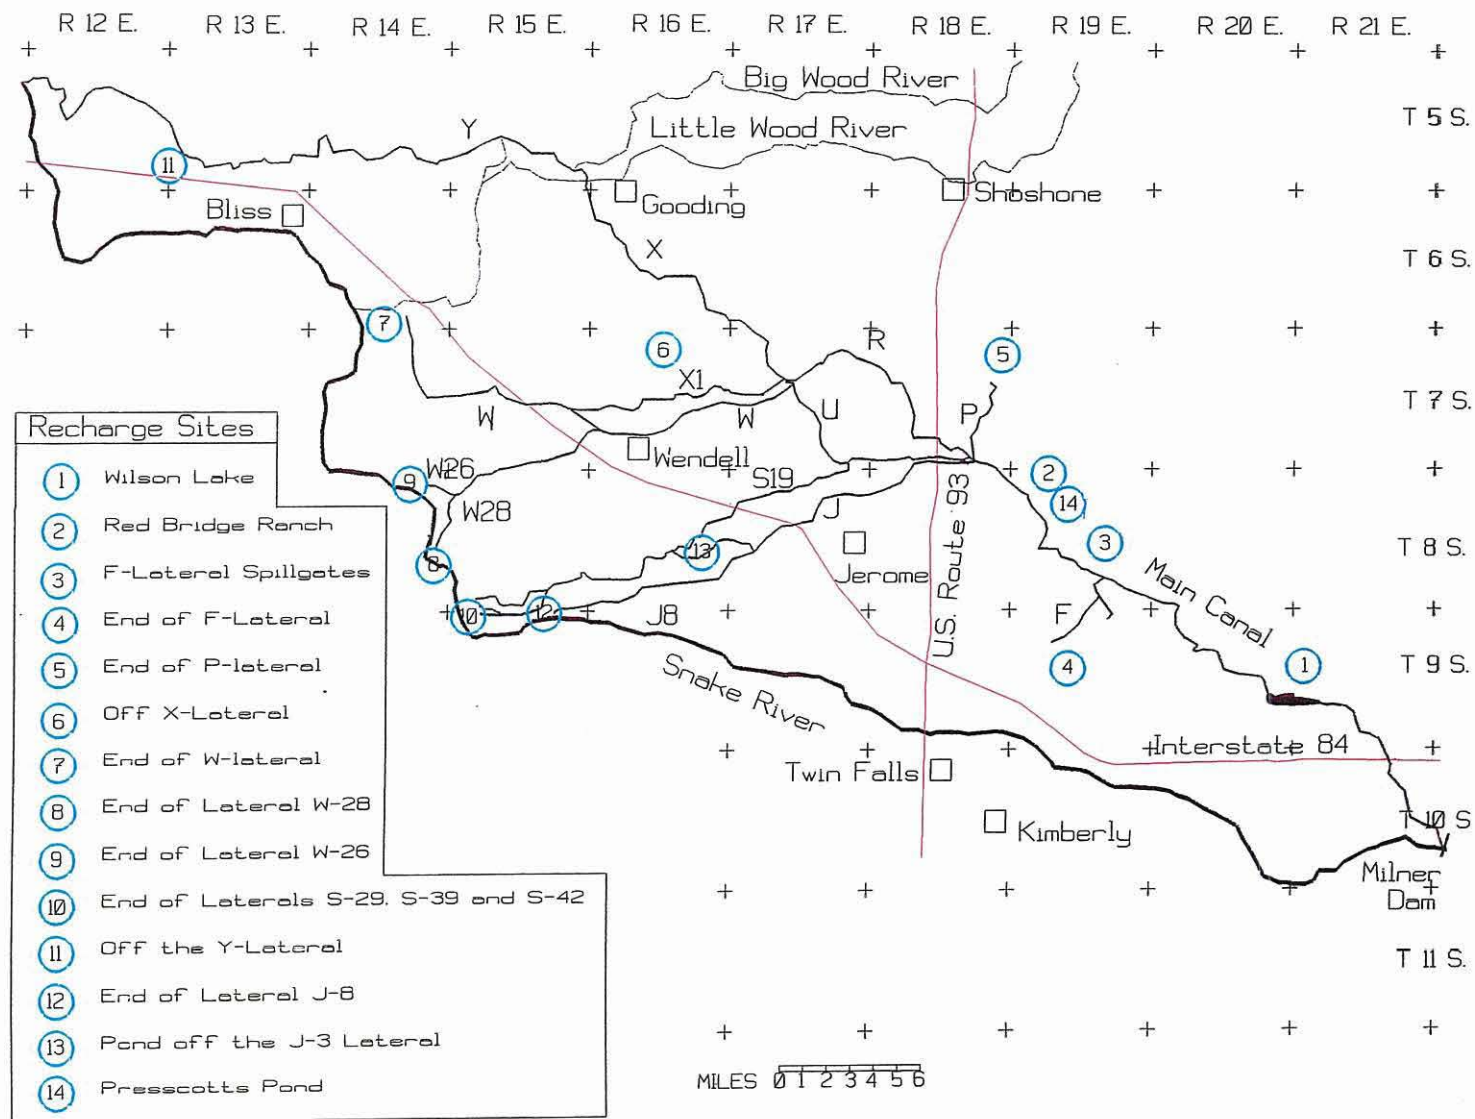 R 12 E. R 13 E. R 14 E. R 15 E. R 16 E. R 17 E. R 18 E. R 19 E. R 20 E. R 21 E.
Big Wood River
T 5 S.
Y
Little Wood River
11
Shoshone
Gooding
Bliss
X
T 6 S.
7
6
R
5
X1
U
P
T 7 S.
W
W
Recharge Sites
Wendell
W26
S19
2
1 Wilson Lake
9
14
W28
J
U.S. Route 93
2 Red Bridge Ranch
13
3
T 8 S.
8
Jerome
Main Canal
3 F-Lateral Spillgates
10
12
J8
F
4 End of F-Lateral
Snake River
4
1
T 9 S.
5 End of P-lateral
6 Off X-Lateral
Interstate 84
7 End of W-lateral
Twin Falls
8 End of Lateral W-28
T 10 S
Kimberly
9 End of Lateral W-26
Milner
Dam
10 End of Laterals S-29. S-39 and S-42
11 Off the Y-Lateral
T 11 S.
12 End of Lateral J-8
13 Pond off the J-3 Lateral
14 Presscotts Pond
MILES 0 1 2 3 4 5 6